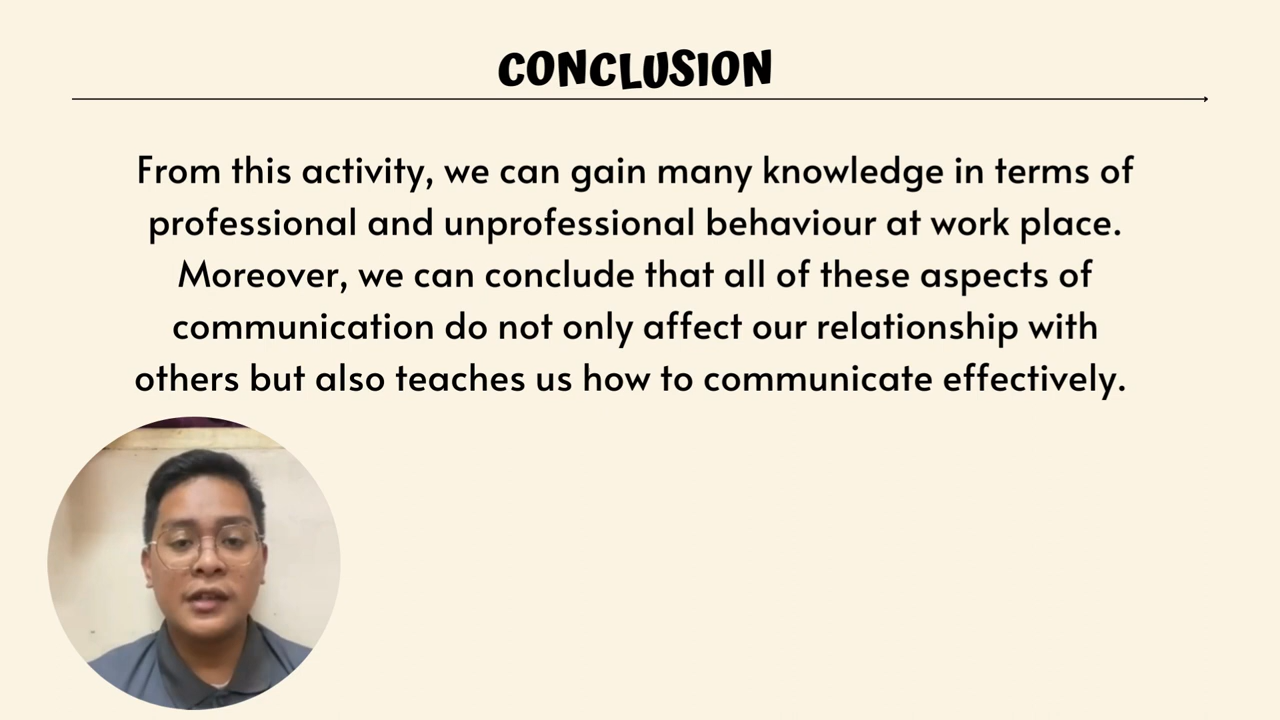 CONCLUSION
From this activity, we can gain many knowledge in terms of
professional and unprofessional behaviour at work place.
Moreover, we can conclude that all of these aspects of
communication do not only affect our relationship with
others but also teaches us how to communicate effectively.